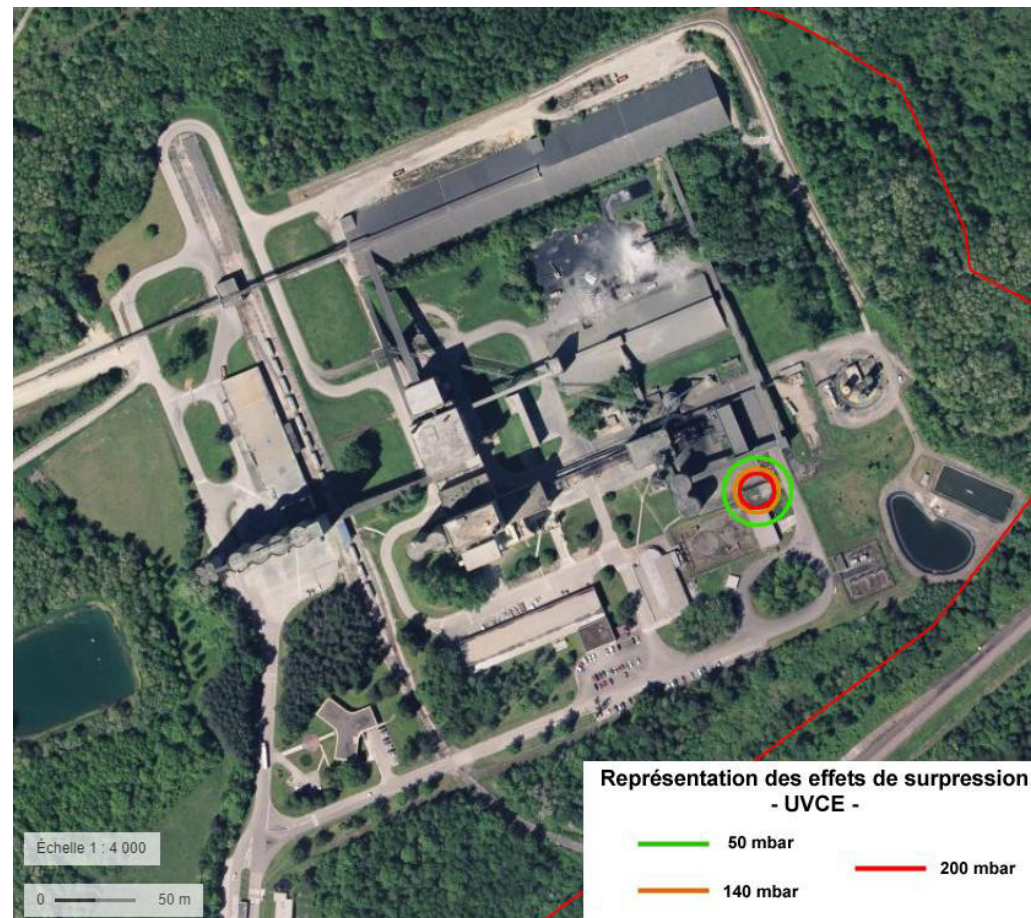 Représentation des effets de surpression
- UVCE -
50 mbar
200 mbar
140 mbar
Échelle 1 : 4 000
0 50 m